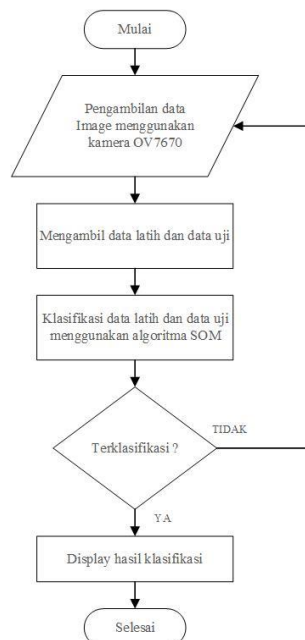 Mulai
Pengambilan data
Image menggunakan
kamera OV7670
Mengambil data latih dan data uji
Klasifikasi data latih dan data uji
menggunakan algoritma SOM
Terklasifikasi ?
TIDAK
YA
Display hasil klasifikasi
Selesai